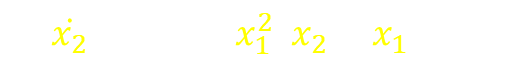 ẋ₂ x₁² x₂ x₁